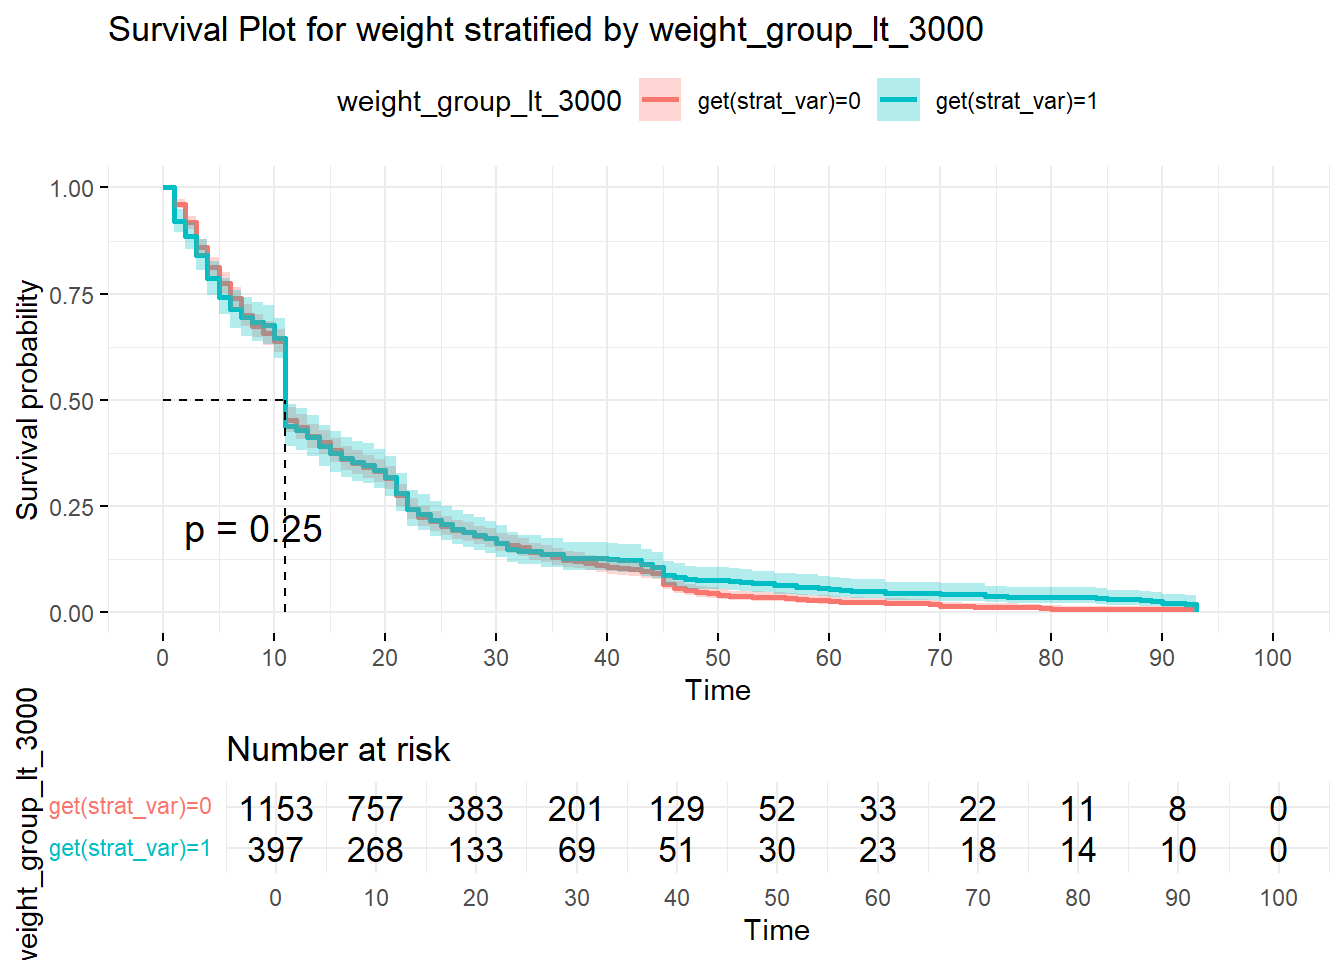 Survival Plot for weight stratified by weight_group_lt_3000
weight_group_lt_3000 get(strat_var)=0 get(strat_var)=1
Survival probability
1.00
0.75
0.50
0.25
0.00
p = 0.25
0 10 20 30 40 50 60 70 80 90 100
Time
Number at risk
weight_group_lt_3000
get(strat_var)=0 1153 757 383 201 129 52 33 22 11 8 0
get(strat_var)=1 397 268 133 69 51 30 23 18 14 10 0
0 10 20 30 40 50 60 70 80 90 100
Time